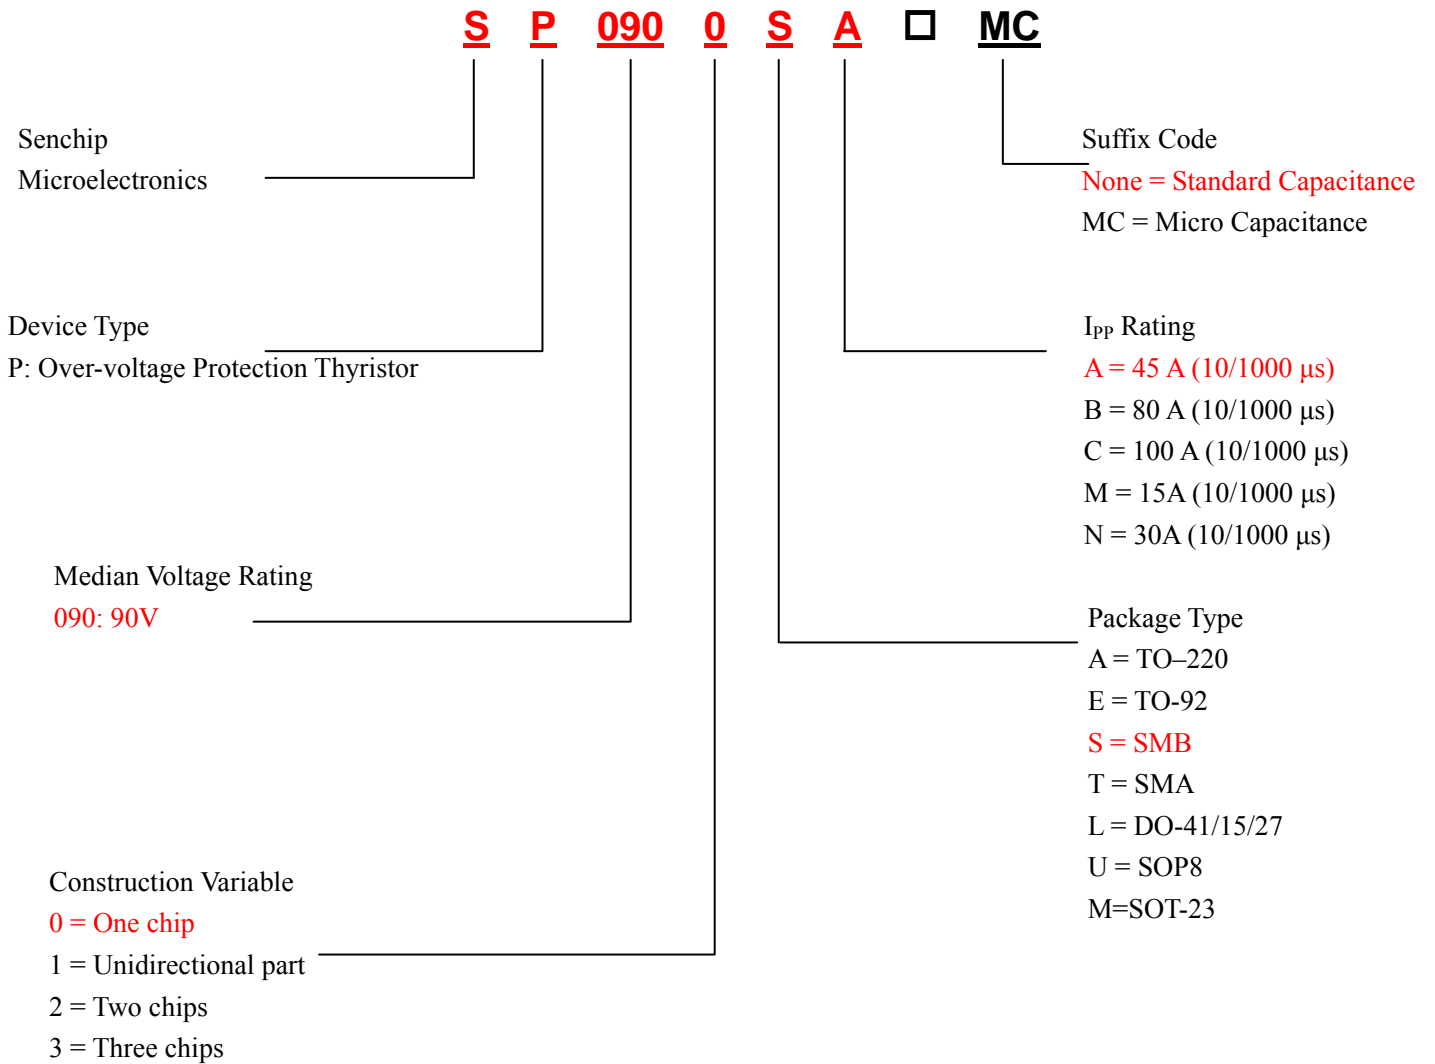 S P 090 0 S A □ MC
Senchip
Microelectronics
Suffix Code
None = Standard Capacitance
MC = Micro Capacitance
Device Type
P: Over-voltage Protection Thyristor
IPP Rating
A = 45 A (10/1000 μs)
B = 80 A (10/1000 μs)
C = 100 A (10/1000 μs)
M = 15A (10/1000 μs)
N = 30A (10/1000 μs)
Median Voltage Rating
090: 90V
Package Type
A = TO–220
E = TO-92
S = SMB
T = SMA
L = DO-41/15/27
U = SOP8
M=SOT-23
Construction Variable
0 = One chip
1 = Unidirectional part
2 = Two chips
3 = Three chips